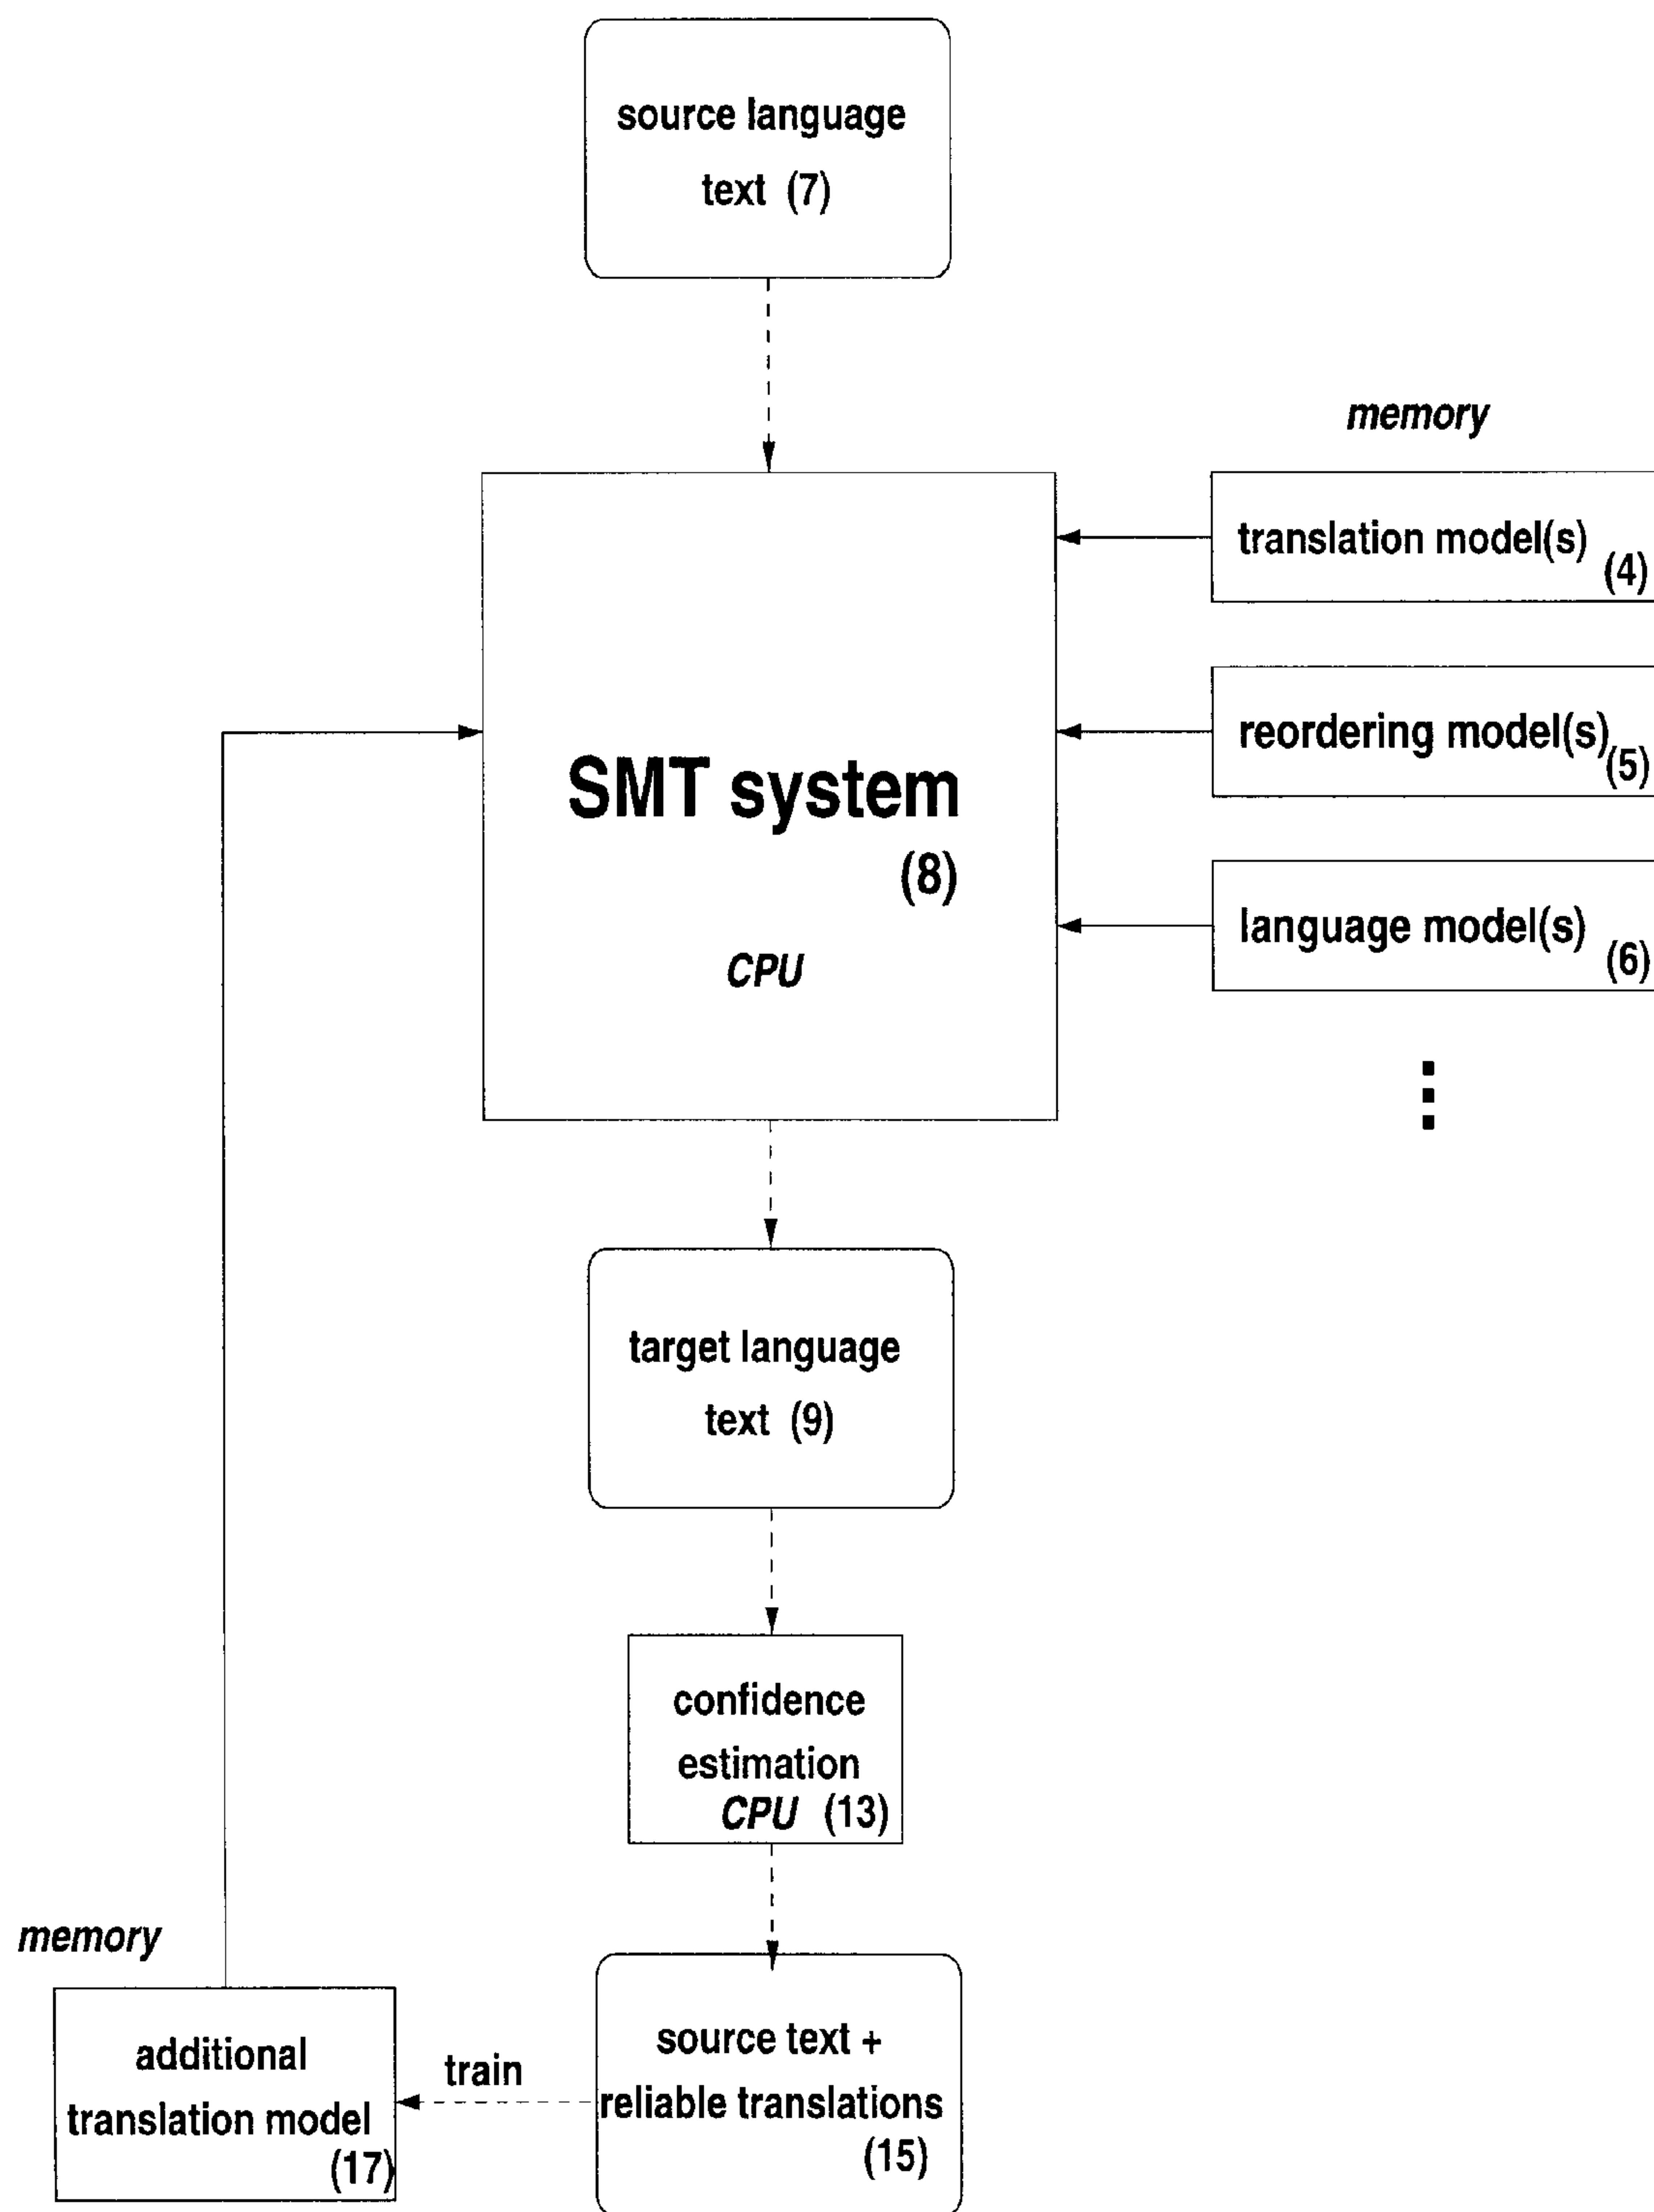 source language
text (7)
memory
translation model(s)
(4)
reordering model(s)
(5)
language model(s)
(6)
SMT system
(8)
CPU
target language
text (9)
confidence
estimation
CPU (13)
memory
additional
translation model
(17)
train
source text +
reliable translations
(15)